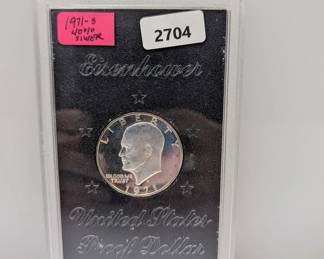 1971-S
40%
SILVER
2704
Eisenhower
LIBERTY
IN GOD WE
TRUST
1971
United States
Proof Dollar